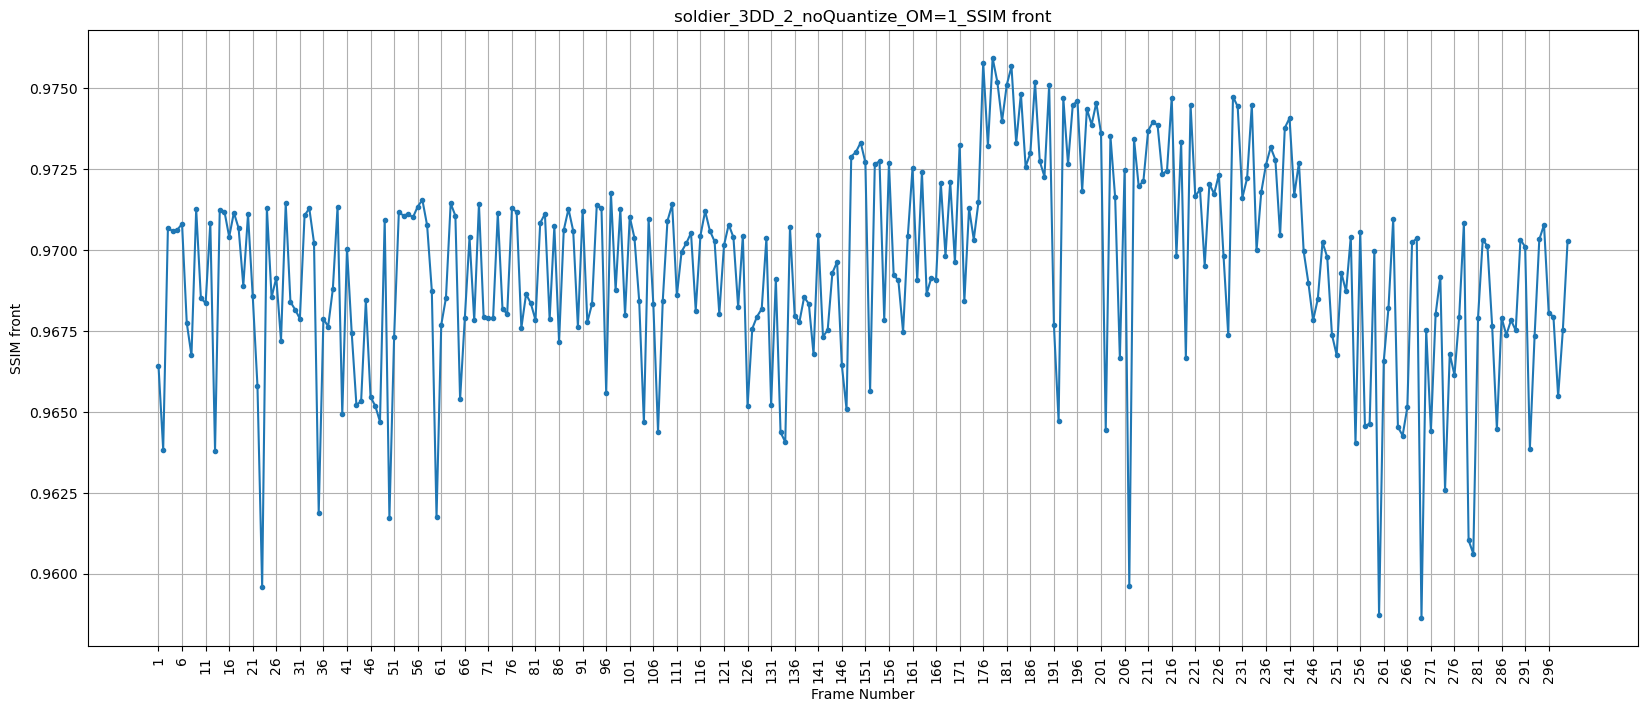 soldier_3DD_2_noQuantize_OM=1_SSIM front
SSIM front
0.9750
0.9725
0.9700
0.9675
0.9650
0.9625
0.9600
1 6 11 16 21 26 31 36 41 46 51 56 61 66 71 76 81 86 91 96 101 106 111 116 121 126 131 136 141 146 151 156 161 166 171 176 181 186 191 196 201 206 211 216 221 226 231 236 241 246 251 256 261 266 271 276 281 286 291 296
Frame Number